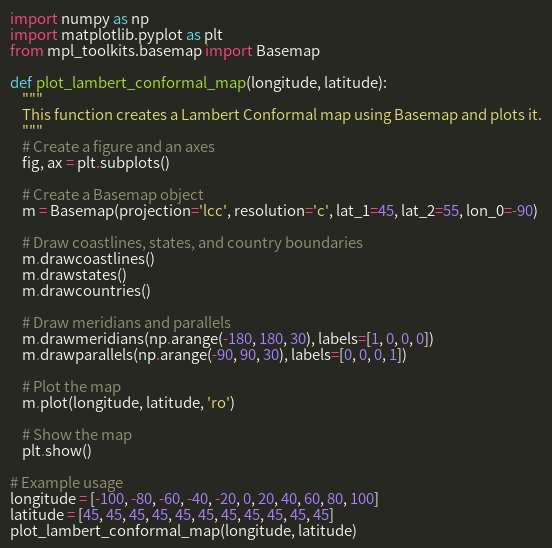 import numpy as np
import matplotlib.pyplot as plt
from mpl_toolkits.basemap import Basemap

def plot_lambert_conformal_map(longitude, latitude):
    """
    This function creates a Lambert Conformal map using Basemap and plots it.
    """
    # Create a figure and an axes
    fig, ax = plt.subplots()

    # Create a Basemap object
    m = Basemap(projection='lcc', resolution='c', lat_1=45, lat_2=55, lon_0=-90)

    # Draw coastlines, states, and country boundaries
    m.drawcoastlines()
    m.drawstates()
    m.drawcountries()

    # Draw meridians and parallels
    m.drawmeridians(np.arange(-180, 180, 30), labels=[1, 0, 0, 0])
    m.drawparallels(np.arange(-90, 90, 30), labels=[0, 0, 0, 1])

    # Plot the map
    m.plot(longitude, latitude, 'ro')

    # Show the map
    plt.show()

# Example usage
longitude = [-100, -80, -60, -40, -20, 0, 20, 40, 60, 80, 100]
latitude = [45, 45, 45, 45, 45, 45, 45, 45, 45, 45, 45]
plot_lambert_conformal_map(longitude, latitude)